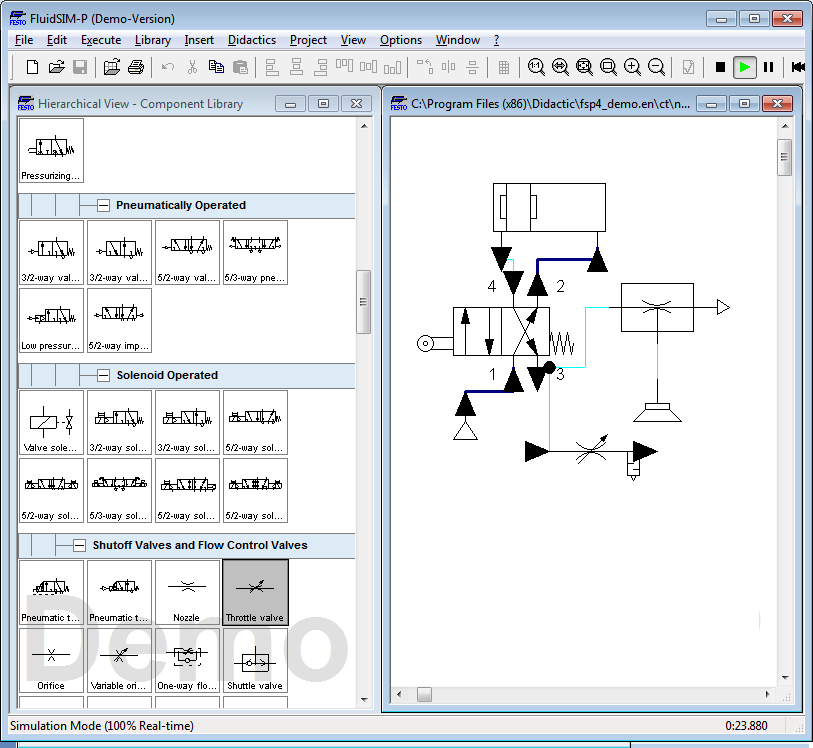 FluidSIM-P (Demo-Version)
File Edit Execute Library Insert Didactics Project View Options Window ?
FESTO Hierarchical View - Component Library
FESTO C:\Program Files (x86)\Didactic\fsp4_demo.en\ct\n...
Pressurizing...
Pneumatically Operated
3/2-way val... 3/2-way val... 5/2-way val... 5/3-way pne...
Low pressur... 5/2-way imp...
Solenoid Operated
Valve sole... 3/2-way sol... 3/2-way sol... 5/2-way sol...
5/2-way sol... 5/3-way sol... 5/2-way sol... 5/2-way sol...
Shutoff Valves and Flow Control Valves
Pneumatic t... Pneumatic t... Nozzle Throttle valve
Orifice Variable ori... One-way flo... Shuttle valve
Demo
4 2
1 3
Simulation Mode (100% Real-time) 0:23.880